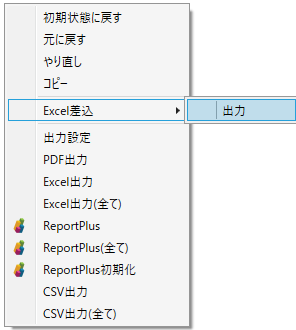 初期状態に戻す
元に戻す
やり直し
コピー
Excel差込
出力
出力設定
PDF出力
Excel出力
Excel出力(全て)
ReportPlus
ReportPlus(全て)
ReportPlus初期化
CSV出力
CSV出力(全て)